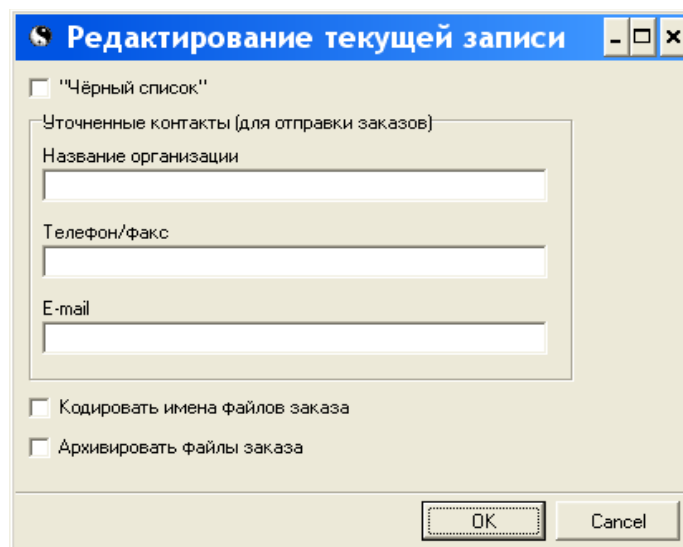 Редактирование текущей записи
"Чёрный список"
Уточненные контакты (для отправки заказов)
Название организации
Телефон/факс
E-mail
Кодировать имена файлов заказа
Архивировать файлы заказа
OK Cancel